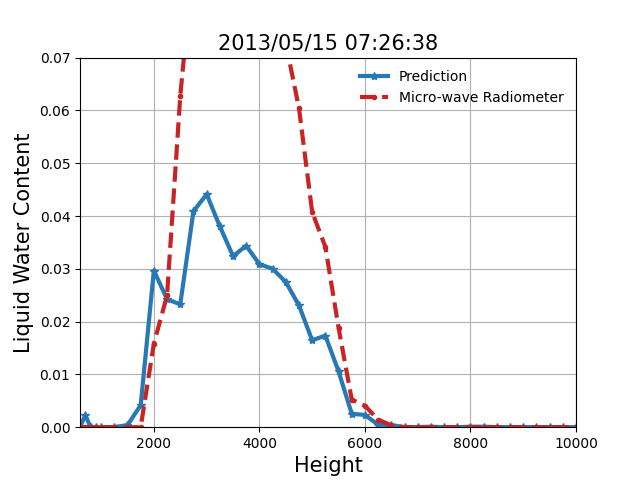 2013/05/15 07:26:38
Prediction
Micro-wave Radiometer
Liquid Water Content
0.07
0.06
0.05
0.04
0.03
0.02
0.01
0.00
2000 4000 6000 8000 10000
Height